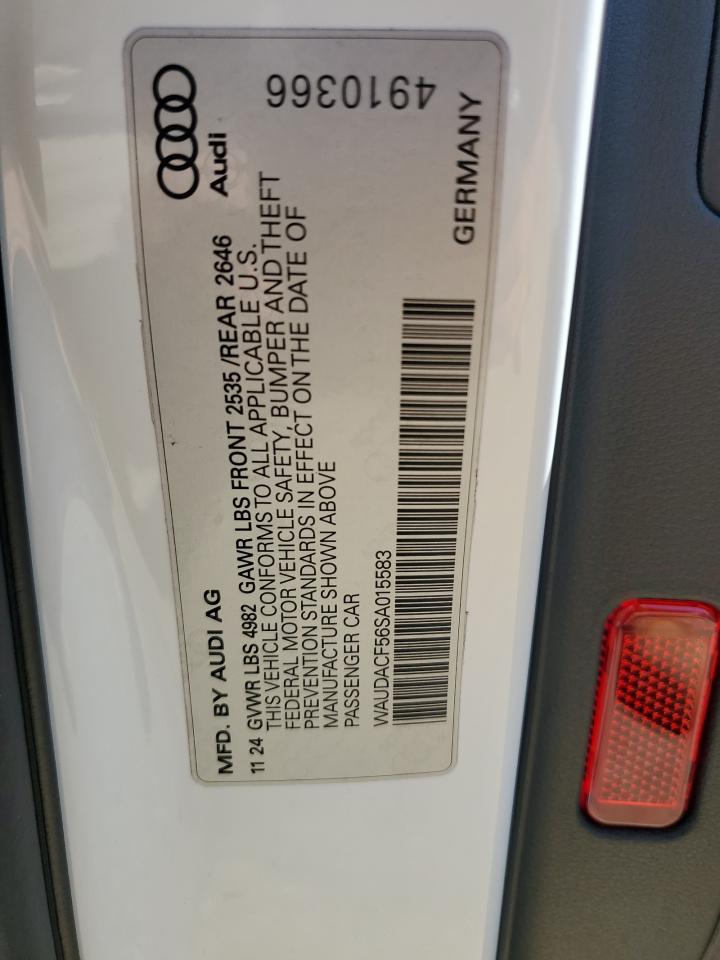 Audi
4910366
MFD. BY AUDI AG
11 24 GVWR LBS 4982 GAWR LBS FRONT 2535 /REAR 2646
THIS VEHICLE CONFORMS TO ALL APPLICABLE U.S.
FEDERAL MOTOR VEHICLE SAFETY, BUMPER AND THEFT
PREVENTION STANDARDS IN EFFECT ON THE DATE OF
MANUFACTURE SHOWN ABOVE
PASSENGER CAR
WAUDACF56SA015583
GERMANY